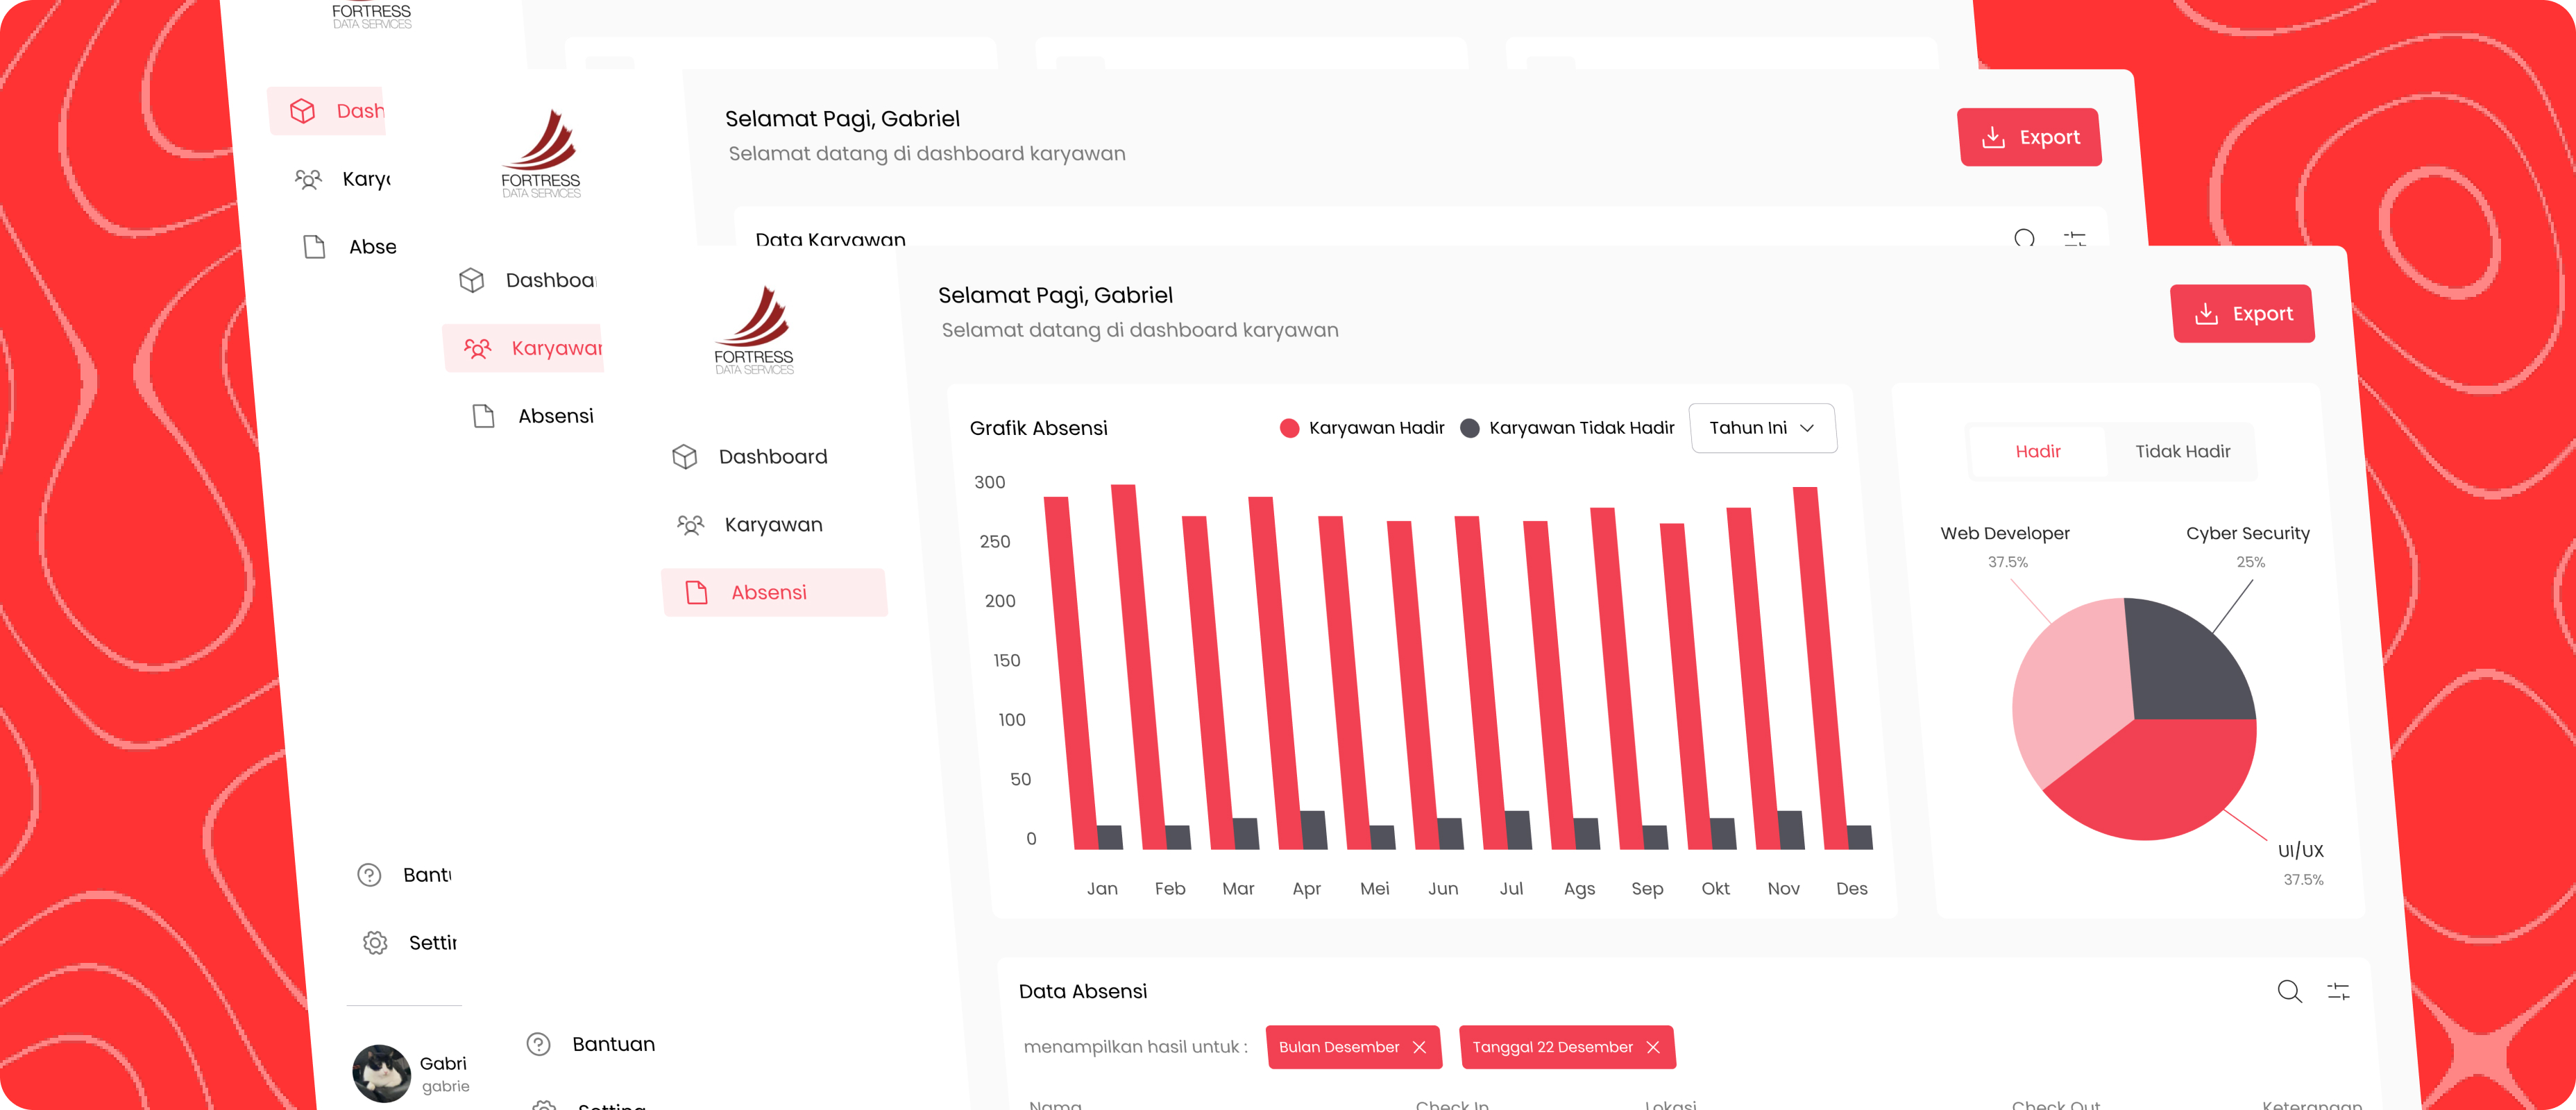 FORTRESS
DATA SERVICES
Dash
Kary
Abse
Bantu
Settin
Gabri
gabrie
FORTRESS
DATA SERVICES
Dashboa
Karyawan
Absensi
Bantuan
Setting
Selamat Pagi, Gabriel
Selamat datang di dashboard karyawan
Export
Data Karyawan
FORTRESS
DATA SERVICES
Dashboard
Karyawan
Absensi
Selamat Pagi, Gabriel
Selamat datang di dashboard karyawan
Export
Grafik Absensi
Karyawan Hadir
Karyawan Tidak Hadir
Tahun Ini
300
250
200
150
100
50
0
Jan Feb Mar Apr Mei Jun Jul Ags Sep Okt Nov Des
Hadir Tidak Hadir
Web Developer
37.5%
Cyber Security
25%
UI/UX
37.5%
Data Absensi
menampilkan hasil untuk : Bulan Desember Tanggal 22 Desember
Nama Check In Lokasi Check Out Keterangan